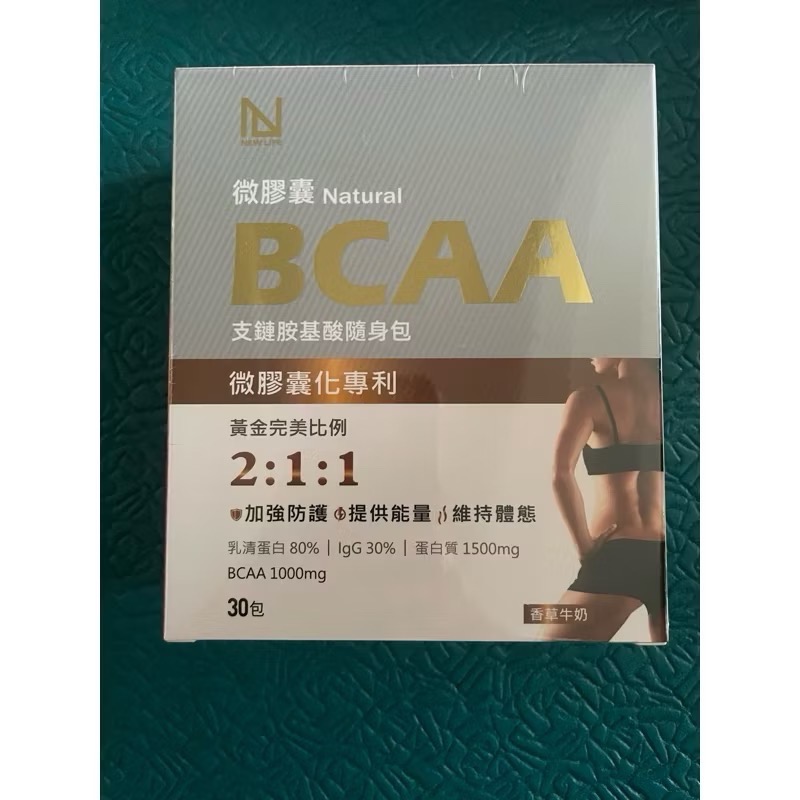 NEW LIFE
微膠囊 Natural
BCAA
支鏈胺基酸隨身包
微膠囊化專利
黃金完美比例
2:1:1
加強防護 提供能量 維持體態
乳清蛋白 80% | IgG 30% | 蛋白質 1500mg
BCAA 1000mg
30包
香草牛奶